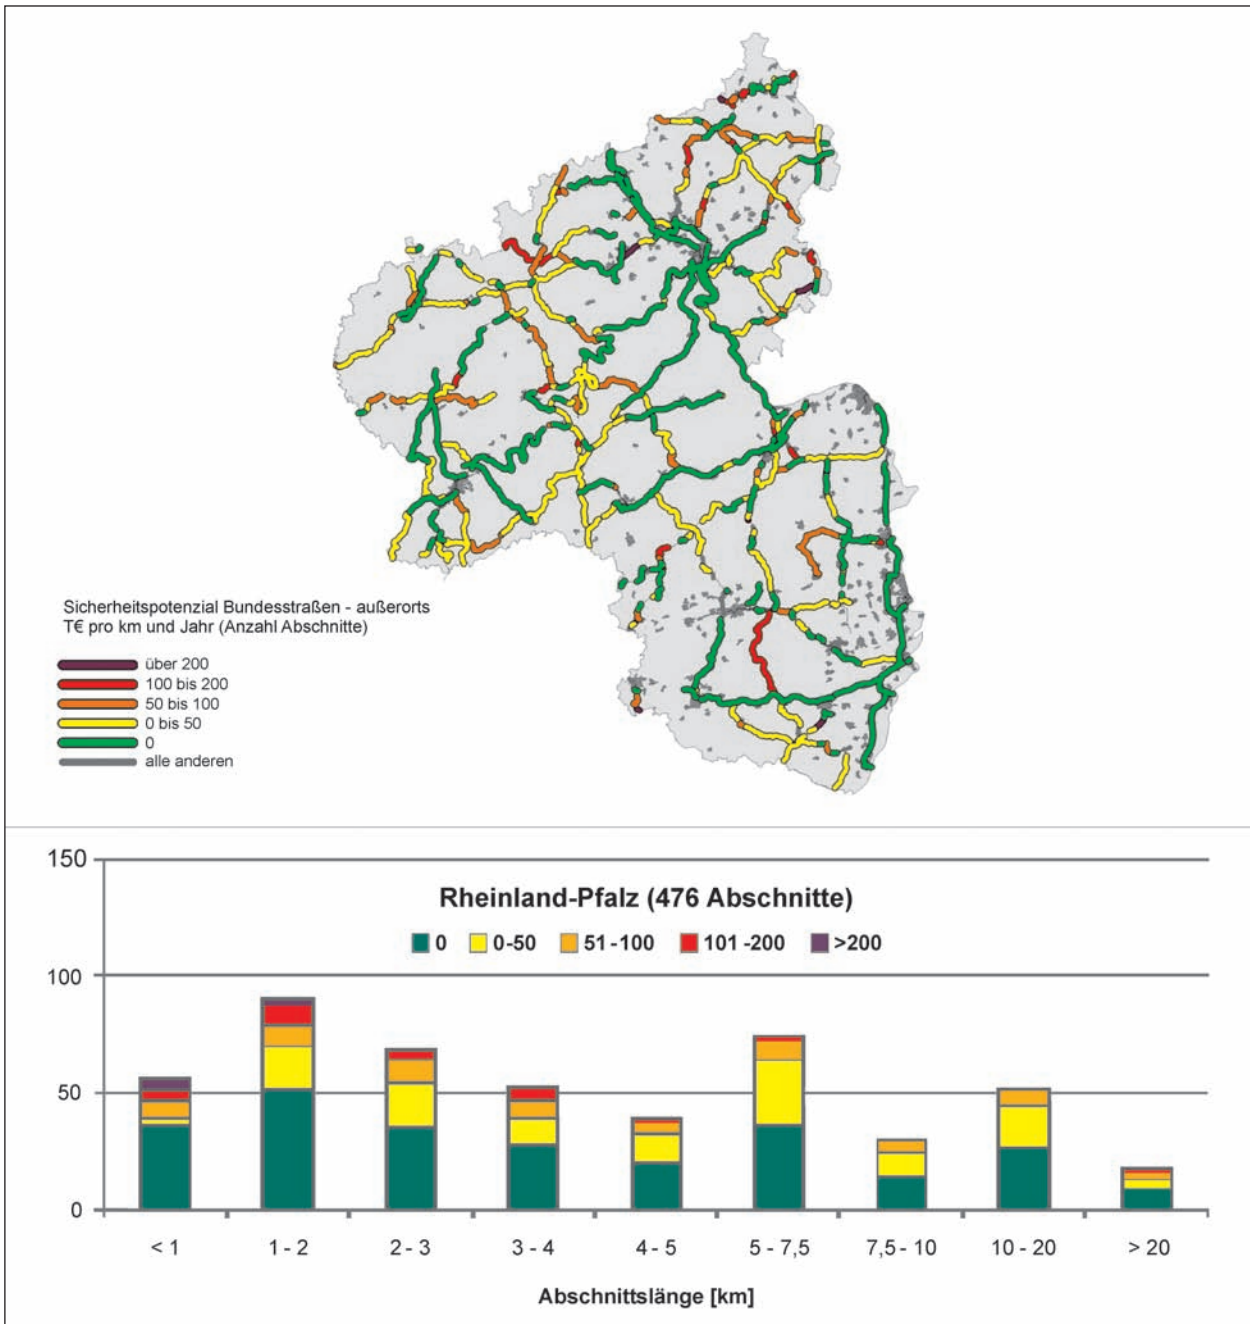 Sicherheitspotenzial Bundesstraßen - außerorts
T€ pro km und Jahr (Anzahl Abschnitte)
über 200
100 bis 200
50 bis 100
0 bis 50
0
alle anderen
150
Rheinland-Pfalz (476 Abschnitte)
0 0-50 51-100 101-200 >200
100
50
0
< 1 1 - 2 2 - 3 3 - 4 4 - 5 5 - 7,5 7,5 - 10 10 - 20 > 20
Abschnittslänge [km]